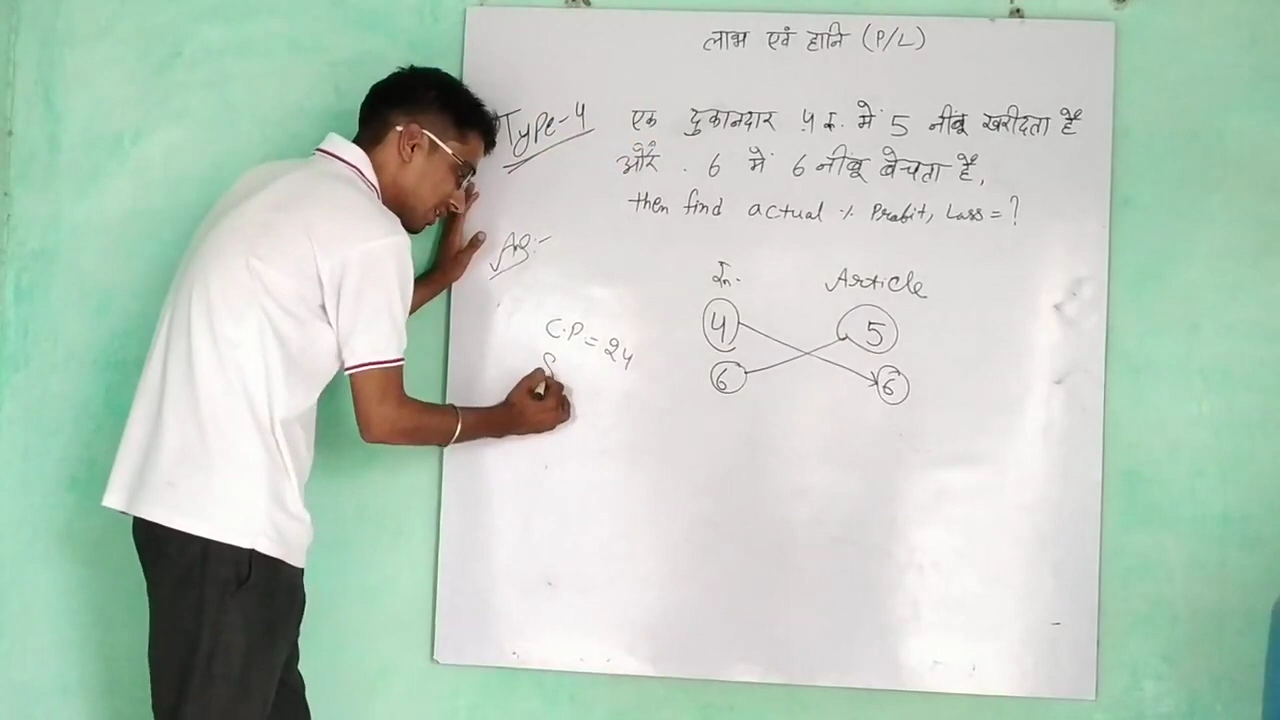 लाभ एवं हानि (P/L)
Type-4 एक दुकानदार 4 रु. में 5 नींबू खरीदता है
और . 6 में 6 नींबू बेचता है,
then find actual % Profit, Loss = ?
Ans:-
रु. Article
4 5
6 6
C.P = 24
S